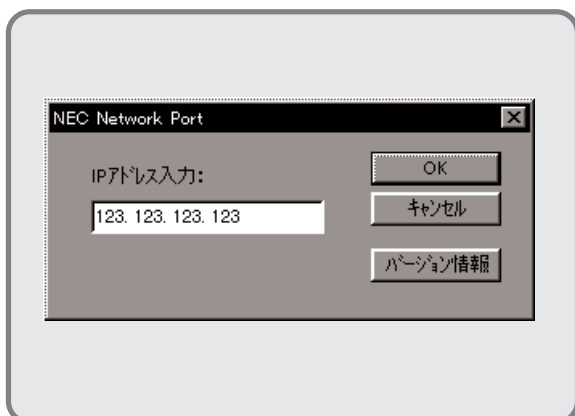 NEC Network Port
IPアドレス入力:
123. 123. 123. 123
OK
キャンセル
バージョン情報